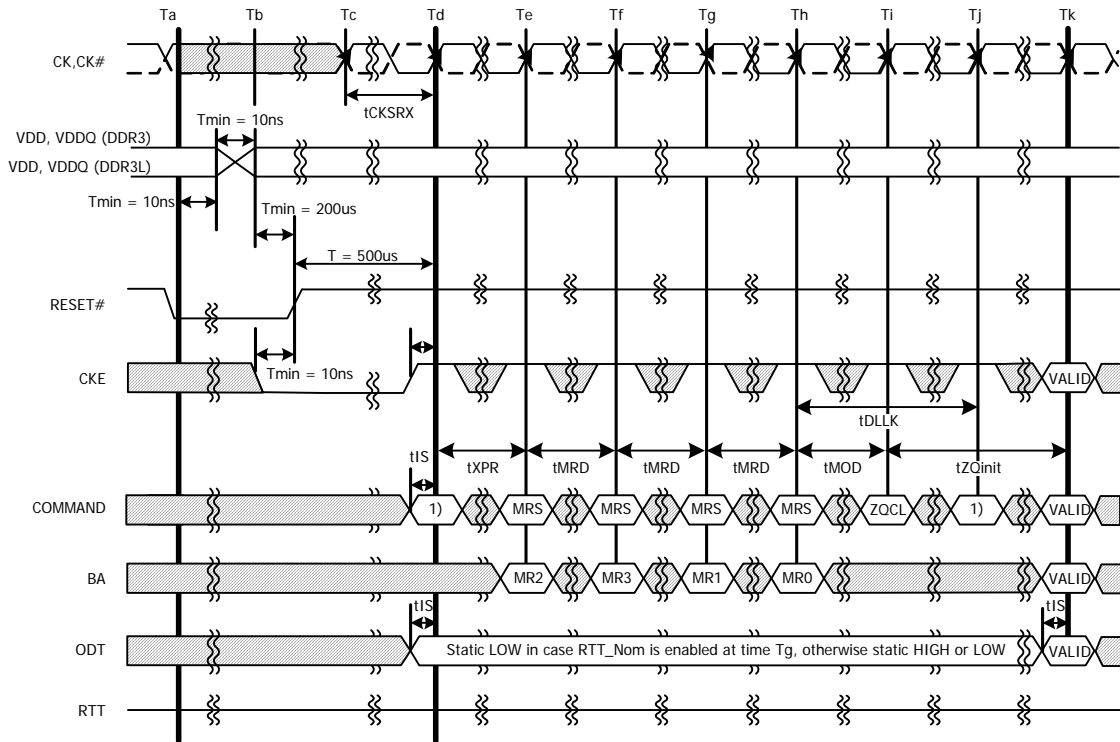 Ta Tb Tc Td Te Tf Tg Th Ti Tj Tk
CK,CK#
tCKSRX
Tmin = 10ns
VDD, VDDQ (DDR3)
VDD, VDDQ (DDR3L)
Tmin = 10ns
Tmin = 200us
T = 500us
RESET#
Tmin = 10ns
CKE
VALID
tDLLK
tIS
tXPR tMRD tMRD tMRD tMOD tZQinit
COMMAND
1) MRS MRS MRS MRS ZQCL 1) VALID
BA
MR2 MR3 MR1 MR0 VALID
tIS
tIS
ODT
Static LOW in case RTT_Nom is enabled at time Tg, otherwise static HIGH or LOW
VALID
RTT